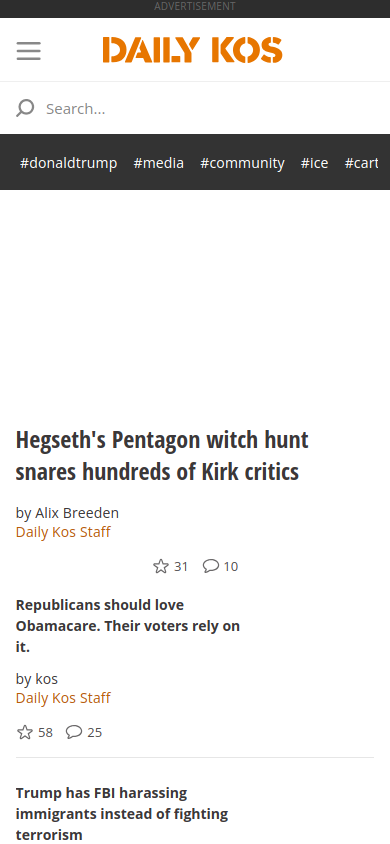 ADVERTISEMENT
DAILY KOS
Search...
#donaldtrump #media #community #ice #cart
Hegseth's Pentagon witch hunt
snares hundreds of Kirk critics
by Alix Breeden
Daily Kos Staff
31 10
Republicans should love
Obamacare. Their voters rely on
it.
by kos
Daily Kos Staff
58 25
Trump has FBI harassing
immigrants instead of fighting
terrorism